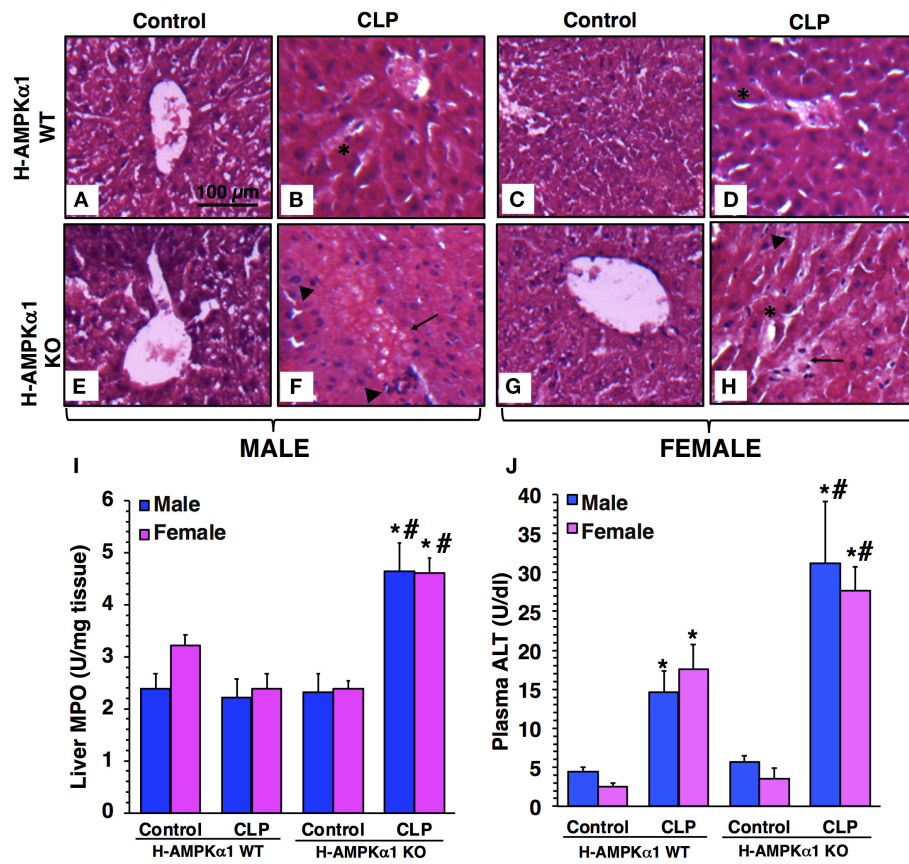 Control CLP Control CLP
H-AMPKα1
WT
A 100 µm B * C D *
H-AMPKα1
KO
E F G H *
MALE FEMALE
I
Liver MPO (U/mg tissue)
6
5
4
3
2
1
0
Male
Female
*# *#
Control CLP Control CLP
H-AMPKα1 WT H-AMPKα1 KO
J
Plasma ALT (U/dl)
40
35
30
25
20
15
10
5
0
Male
Female
* * *# *#
Control CLP Control CLP
H-AMPKα1 WT H-AMPKα1 KO